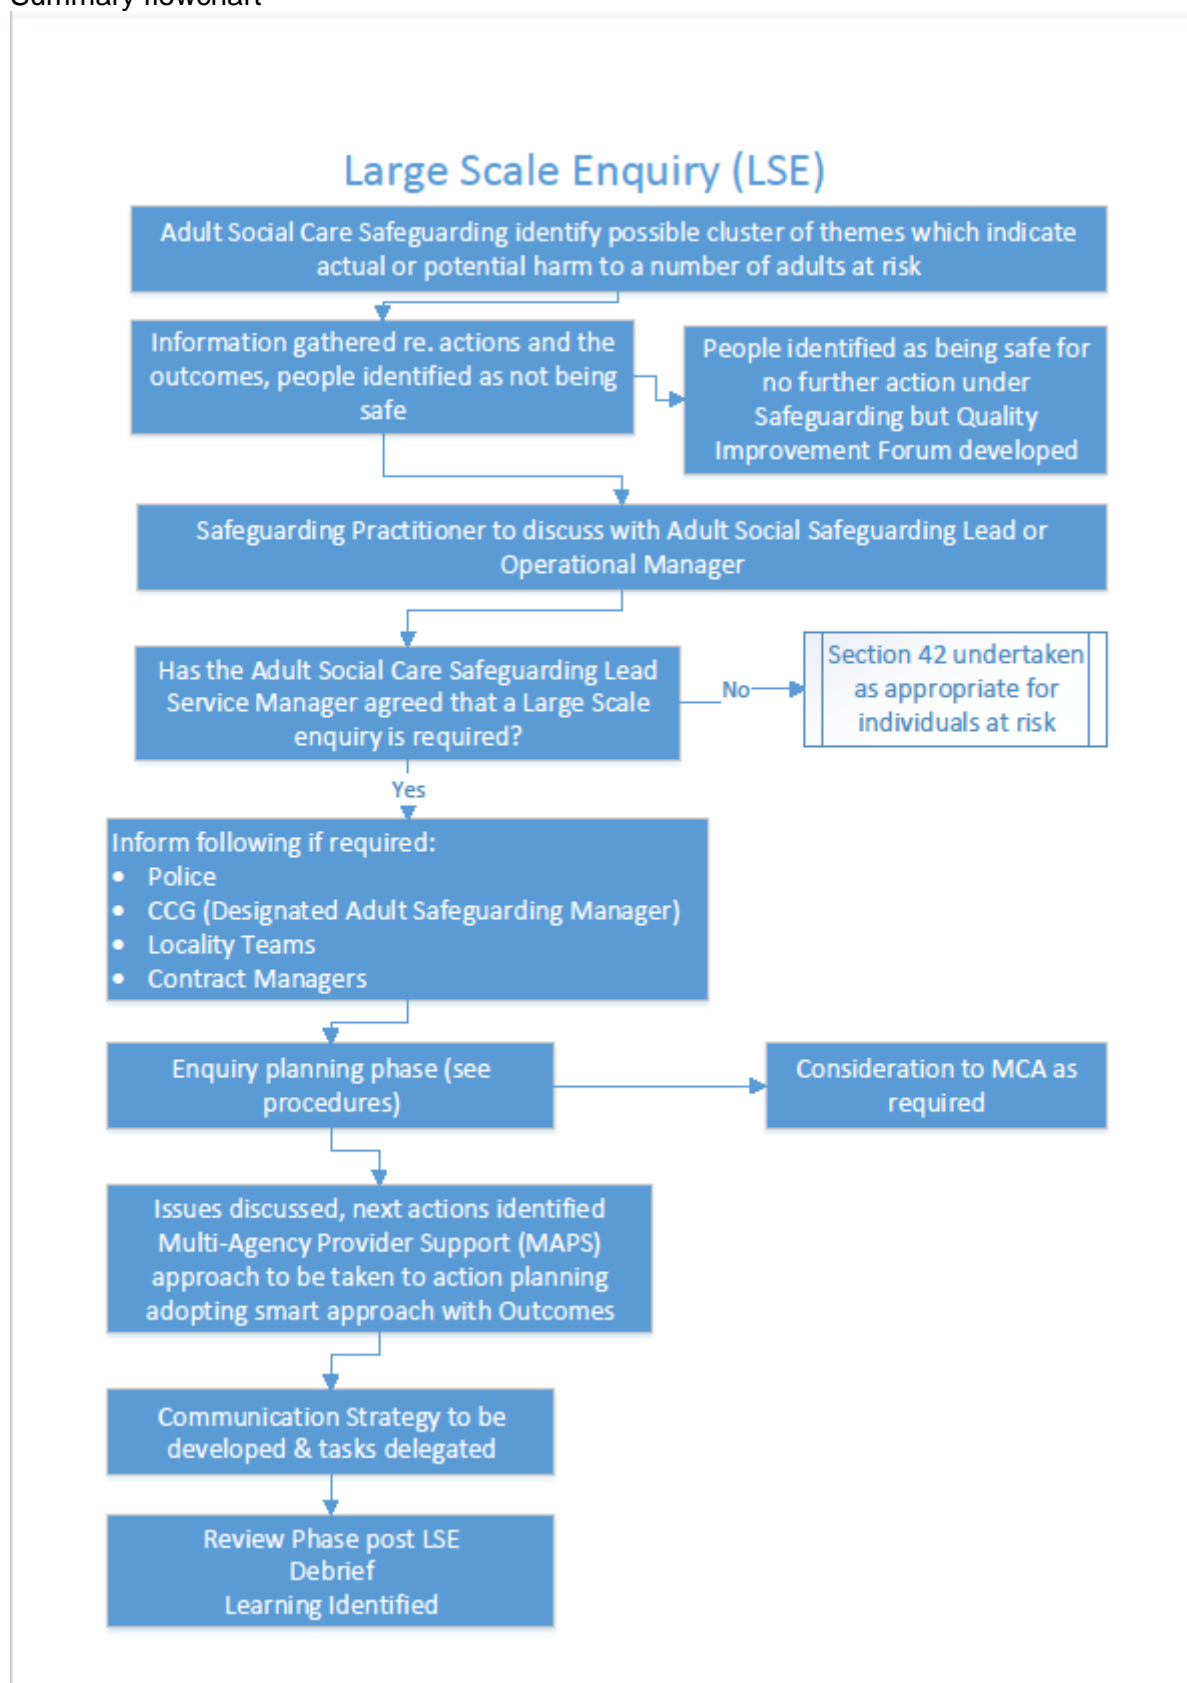 Summary flowchart
Large Scale Enquiry (LSE)
Adult Social Care Safeguarding identify possible cluster of themes which indicate
actual or potential harm to a number of adults at risk
Information gathered re. actions and the
outcomes, people identified as not being
safe
People identified as being safe for
no further action under
Safeguarding but Quality
Improvement Forum developed
Safeguarding Practitioner to discuss with Adult Social Safeguarding Lead or
Operational Manager
Has the Adult Social Care Safeguarding Lead
Service Manager agreed that a Large Scale
enquiry is required?
No
Section 42 undertaken
as appropriate for
individuals at risk
Yes
Inform following if required:
• Police
• CCG (Designated Adult Safeguarding Manager)
• Locality Teams
• Contract Managers
Enquiry planning phase (see
procedures)
Consideration to MCA as
required
Issues discussed, next actions identified
Multi-Agency Provider Support (MAPS)
approach to be taken to action planning
adopting smart approach with Outcomes
Communication Strategy to be
developed & tasks delegated
Review Phase post LSE
Debrief
Learning Identified